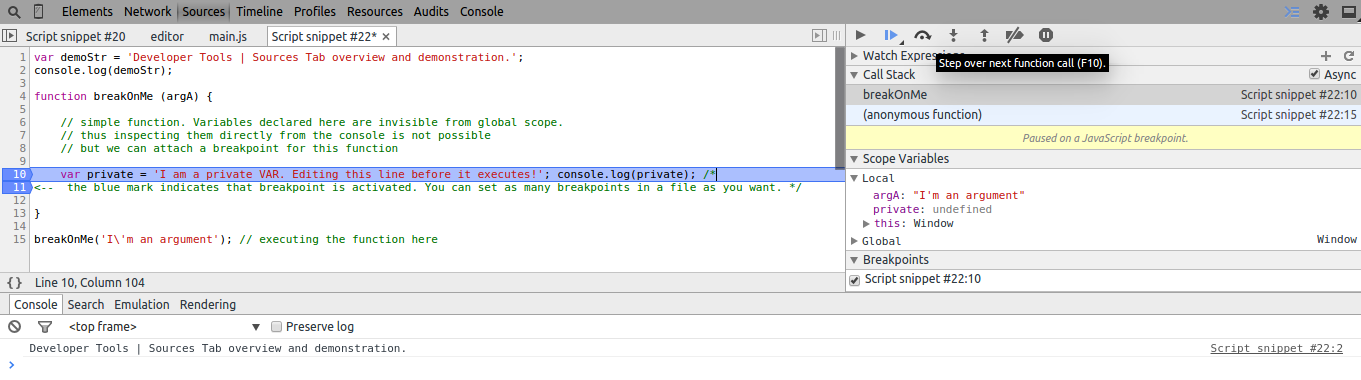 Elements Network Sources Timeline Profiles Resources Audits Console
Script snippet #20 editor main.js Script snippet #22* ×
1 var demoStr = 'Developer Tools | Sources Tab overview and demonstration.';
2 console.log(demoStr);
3
4 function breakOnMe (argA) {
5
6 // simple function. Variables declared here are invisible from global scope.
7 // thus inspecting them directly from the console is not possible
8 // but we can attach a breakpoint for this function
9
10 var private = 'I am a private VAR. Editing this line before it executes!'; console.log(private); /*
11 <-- the blue mark indicates that breakpoint is activated. You can set as many breakpoints in a file as you want. */
12
13 }
14
15 breakOnMe('I\'m an argument'); // executing the function here
{} Line 10, Column 104
Watch Expressions
Step over next function call (F10).
Call Stack Async
breakOnMe Script snippet #22:10
(anonymous function) Script snippet #22:15
Paused on a JavaScript breakpoint.
Scope Variables
Local
argA: "I'm an argument"
private: undefined
this: Window
Global Window
Breakpoints
Script snippet #22:10
Console Search Emulation Rendering
<top frame> Preserve log
Developer Tools | Sources Tab overview and demonstration. Script snippet #22:2
>